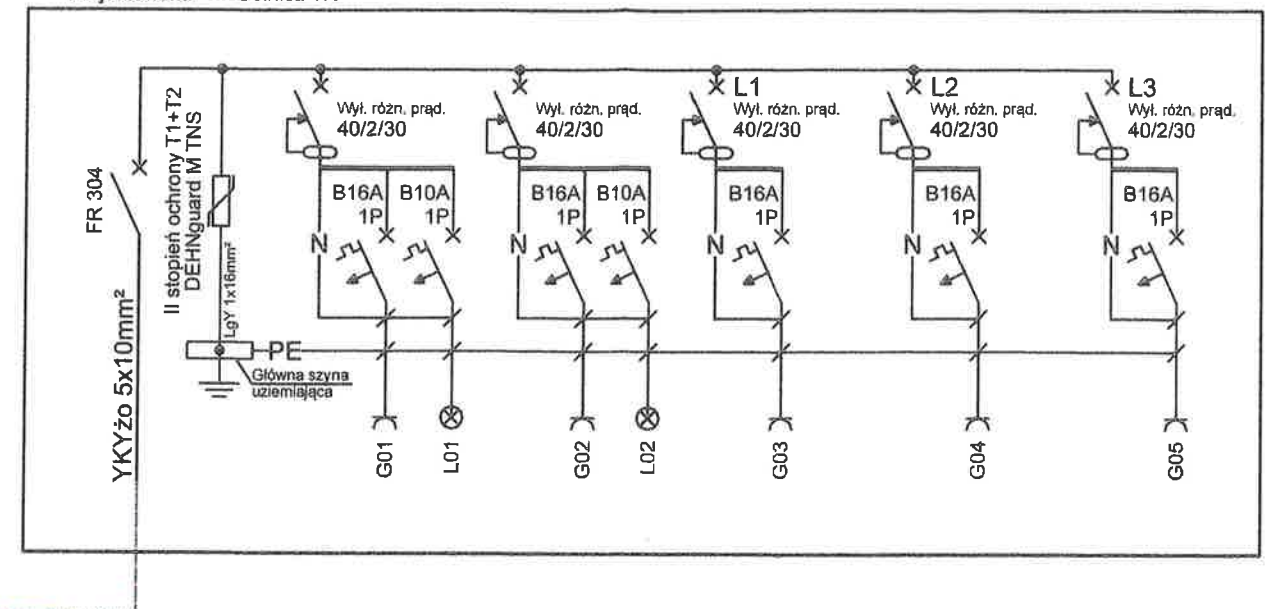 FR 304
YKYżo 5x10mm²
II stopień ochrony T1+T2
DEHNguard M TNS
LgY 1x16mm²
PE
Główna szyna
uziemiająca
Wył. różn. prąd.
40/2/30
B16A
1P
B10A
1P
N
G01
L01
Wył. różn. prąd.
40/2/30
B16A
1P
B10A
1P
N
G02
L02
L1
Wył. różn. prąd.
40/2/30
B16A
1P
N
G03
L2
Wył. różn. prąd.
40/2/30
B16A
1P
N
G04
L3
Wył. różn. prąd.
40/2/30
B16A
1P
N
G05